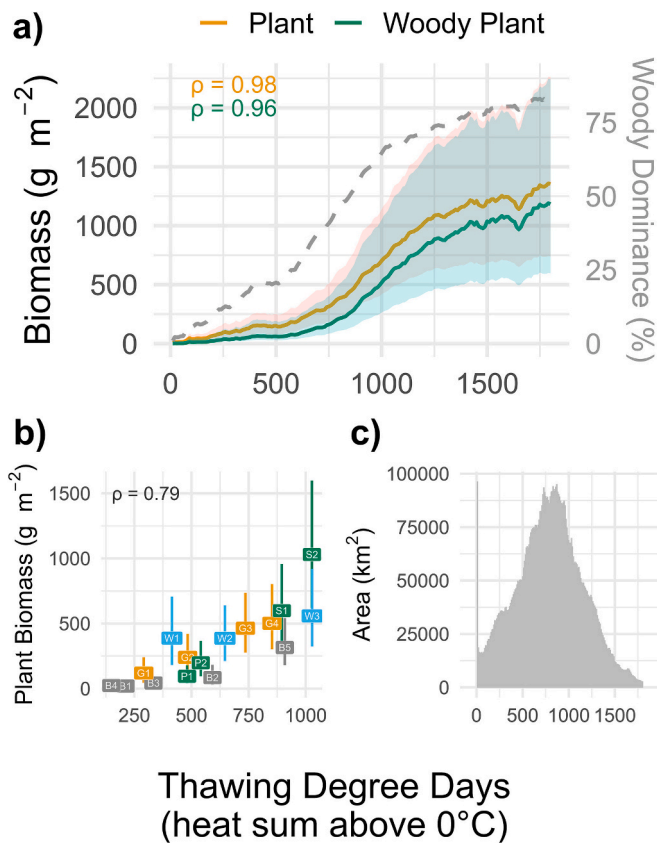 a)
Plant
Woody Plant
ρ = 0.98
ρ = 0.96
Biomass (g m−2)
2000
1500
1000
500
0
Woody Dominance (%)
75
50
25
0
0 500 1000 1500
b)
ρ = 0.79
Plant Biomass (g m−2)
1500
1000
500
0
S2
S1
W3
G4
G3
W1
W2
B5
G1
P2
P1
B2
B4
B1
B3
250 500 750 1000
c)
Area (km2)
100000
75000
50000
25000
0
0 500 1000 1500
Thawing Degree Days
(heat sum above 0°C)